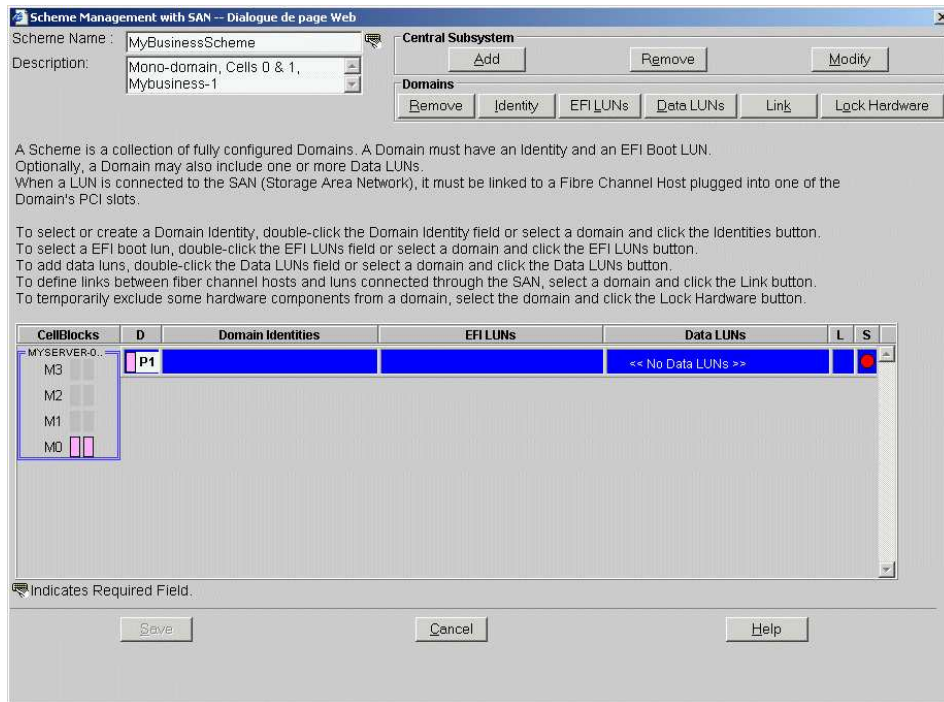 Scheme Management with SAN -- Dialogue de page Web
Scheme Name :
MyBusinessScheme
Description:
Mono-domain, Cells 0 & 1,
Mybusiness-1
Central Subsystem
Add
Remove
Modify
Domains
Remove
Identity
EFI LUNs
Data LUNs
Link
Lock Hardware
A Scheme is a collection of fully configured Domains. A Domain must have an Identity and an EFI Boot LUN.
Optionally, a Domain may also include one or more Data LUNs.
When a LUN is connected to the SAN (Storage Area Network), it must be linked to a Fibre Channel Host plugged into one of the
Domain's PCI slots.
To select or create a Domain Identity, double-click the Domain Identity field or select a domain and click the Identities button.
To select a EFI boot lun, double-click the EFI LUNs field or select a domain and click the EFI LUNs button.
To add data luns, double-click the Data LUNs field or select a domain and click the Data LUNs button.
To define links between fiber channel hosts and luns connected through the SAN, select a domain and click the Link button.
To temporarily exclude some hardware components from a domain, select the domain and click the Lock Hardware button.
CellBlocks D Domain Identities EFI LUNs Data LUNs L S
MYSERVER-0..
P1
<< No Data LUNs >>
M3
M2
M1
M0
Indicates Required Field.
Save
Cancel
Help